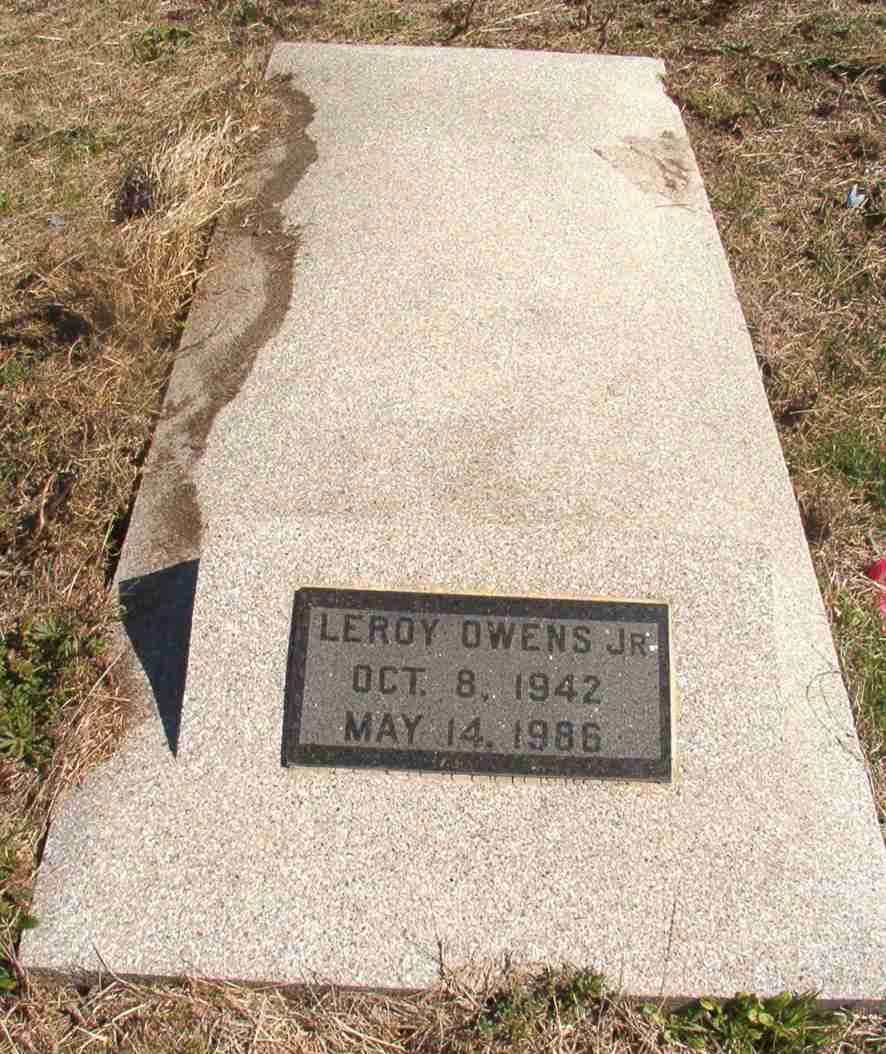 LEROY OWENS JR
OCT. 8, 1942
MAY 14, 1986